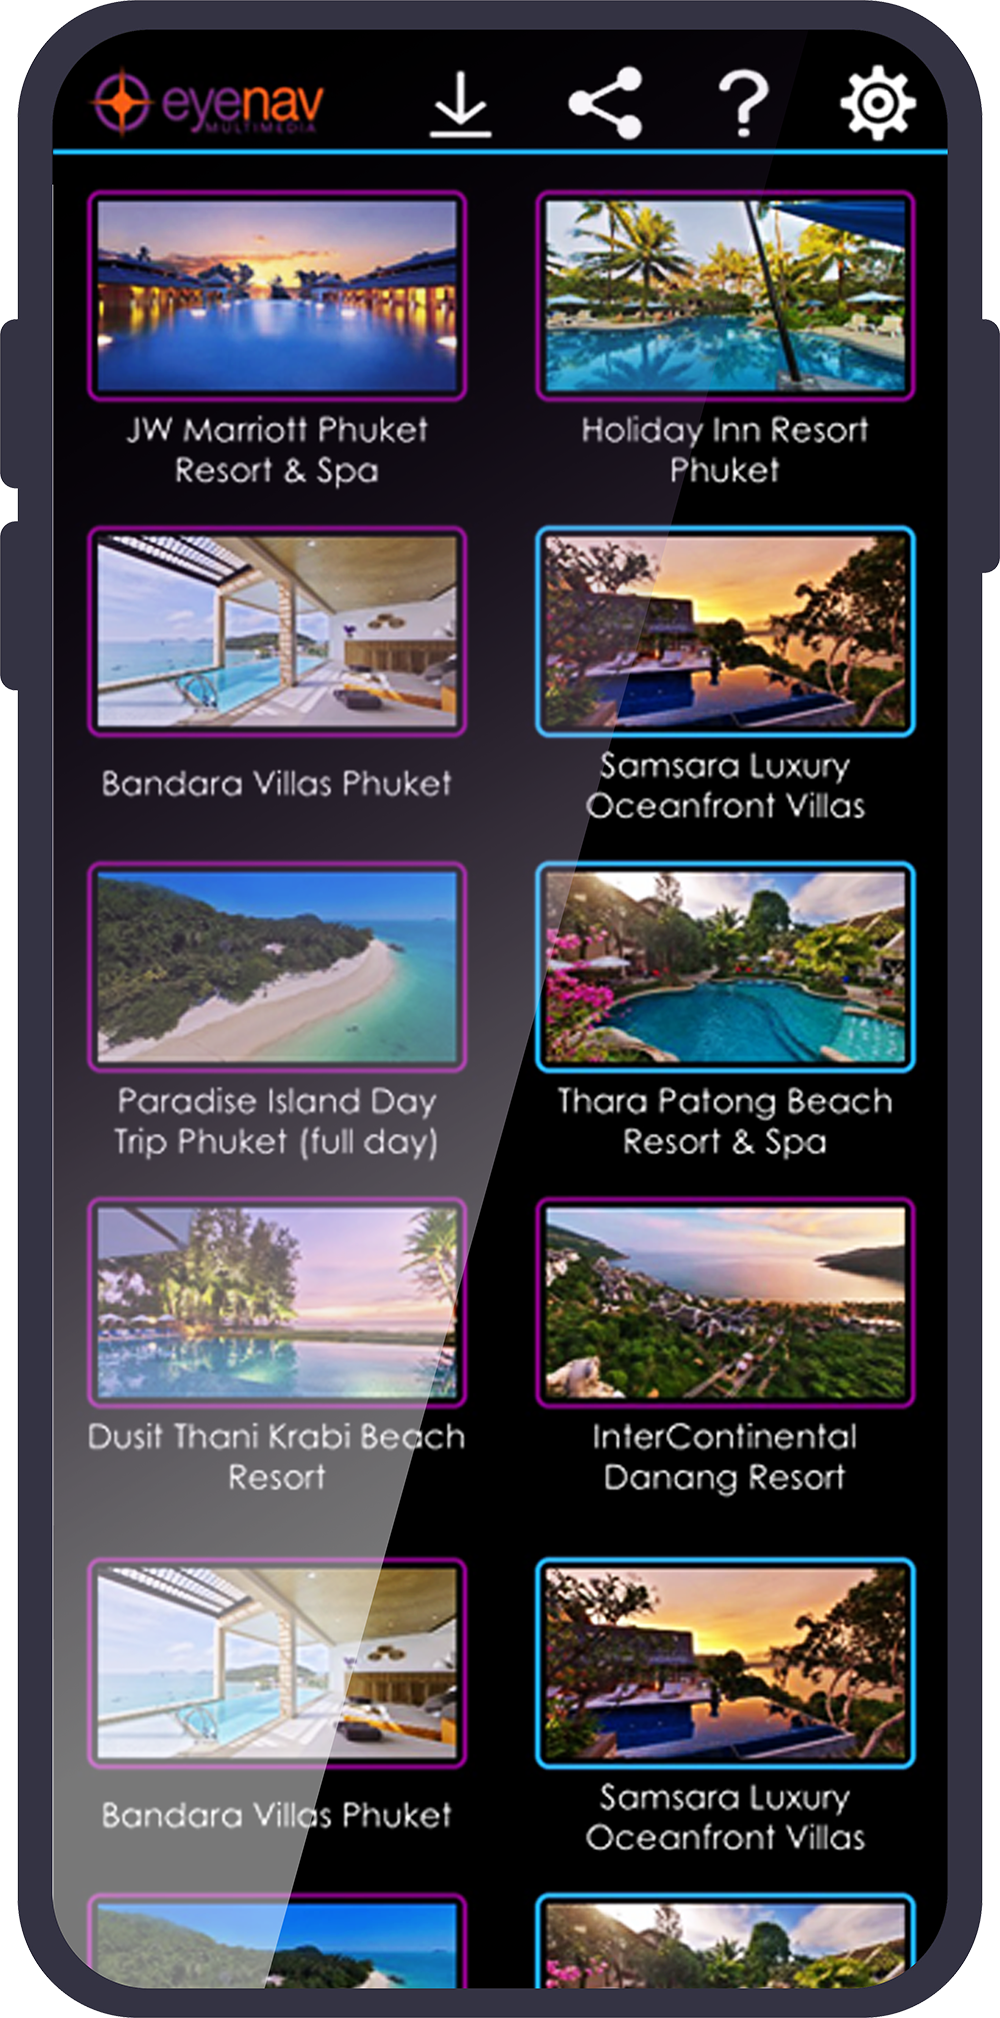 eyenav
MULTIMEDIA
JW Marriott Phuket
Resort & Spa
Holiday Inn Resort
Phuket
Bandara Villas Phuket
Samsara Luxury
Oceanfront Villas
Paradise Island Day
Trip Phuket (full day)
Thara Patong Beach
Resort & Spa
Dusit Thani Krabi Beach
Resort
InterContinental
Danang Resort
Bandara Villas Phuket
Samsara Luxury
Oceanfront Villas